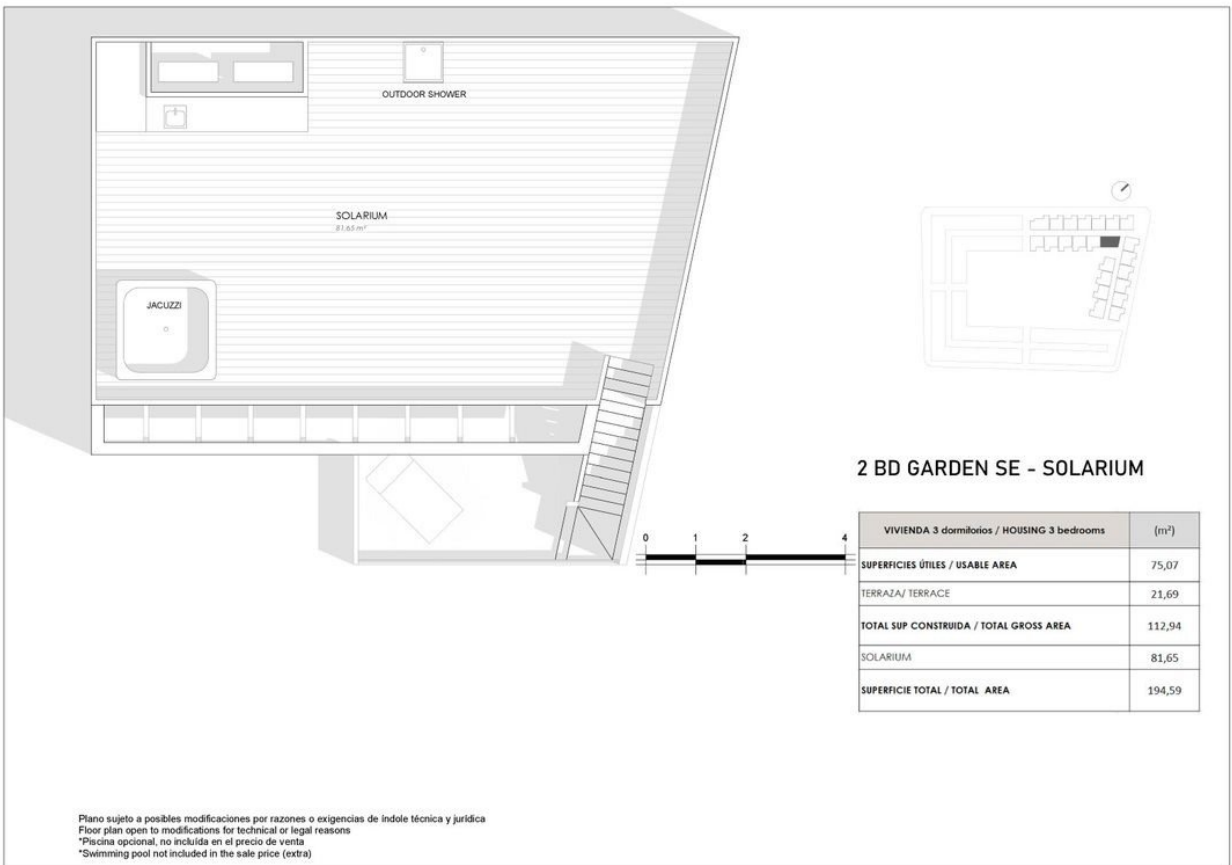 OUTDOOR SHOWER
SOLARIUM
81,65 m²
JACUZZI
0 1 2 4
2 BD GARDEN SE - SOLARIUM
VIVIENDA 3 dormitorios / HOUSING 3 bedrooms (m²)
SUPERFICIES ÚTILES / USABLE AREA 75,07
TERRAZA/ TERRACE 21,69
TOTAL SUP CONSTRUIDA / TOTAL GROSS AREA 112,94
SOLARIUM 81,65
SUPERFICIE TOTAL / TOTAL AREA 194,59
Plano sujeto a posibles modificaciones por razones o exigencias de índole técnica y jurídica
Floor plan open to modifications for technical or legal reasons
*Piscina opcional, no incluída en el precio de venta
*Swimming pool not included in the sale price (extra)